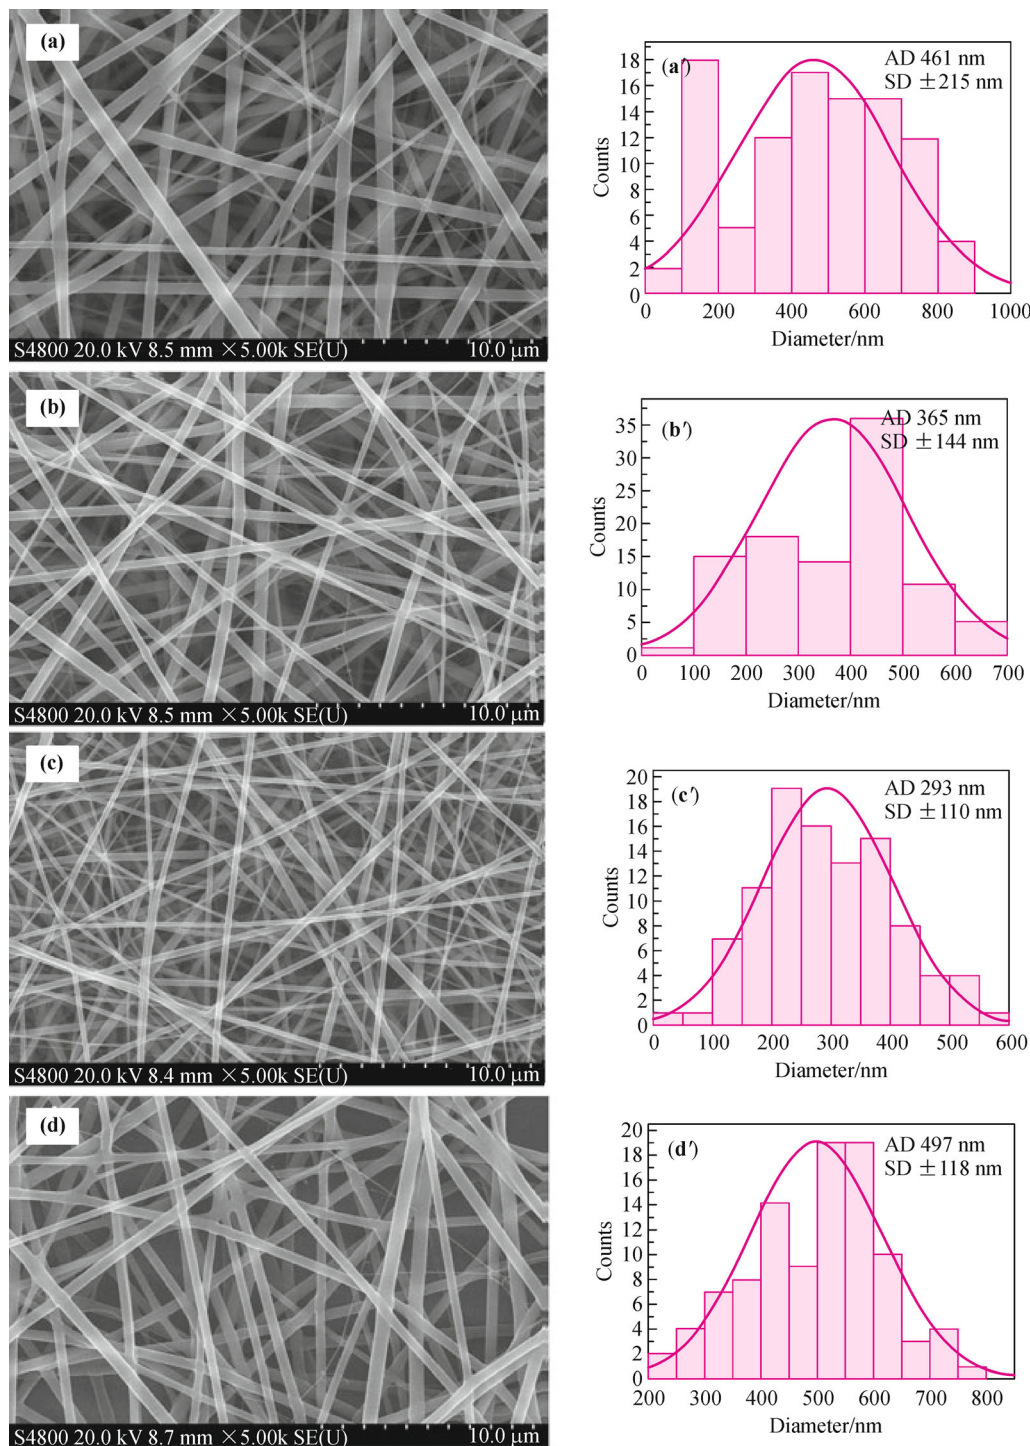 (a)
S4800 20.0 kV 8.5 mm ×5.00k SE(U) 10.0 μm
(a′)
AD 461 nm
SD ±215 nm
18
16
14
12
10
8
6
4
2
0
Counts
0 200 400 600 800 1000
Diameter/nm
(b)
S4800 20.0 kV 8.5 mm ×5.00k SE(U) 10.0 μm
(b′)
AD 365 nm
SD ±144 nm
35
30
25
20
15
10
5
0
Counts
0 100 200 300 400 500 600 700
Diameter/nm
(c)
S4800 20.0 kV 8.4 mm ×5.00k SE(U) 10.0 μm
(c′)
AD 293 nm
SD ±110 nm
20
18
16
14
12
10
8
6
4
2
0
Counts
0 100 200 300 400 500 600
Diameter/nm
(d)
S4800 20.0 kV 8.7 mm ×5.00k SE(U) 10.0 μm
(d′)
AD 497 nm
SD ±118 nm
20
18
16
14
12
10
8
6
4
2
0
Counts
200 300 400 500 600 700 800
Diameter/nm